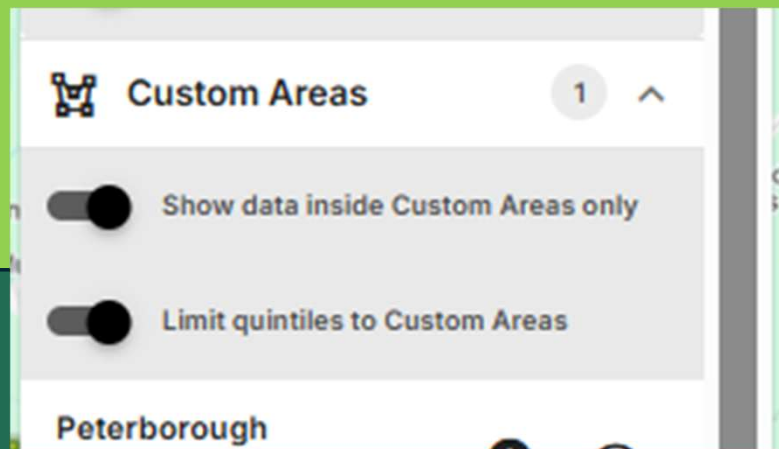 Custom Areas 1
Show data inside Custom Areas only
Limit quintiles to Custom Areas
Peterborough